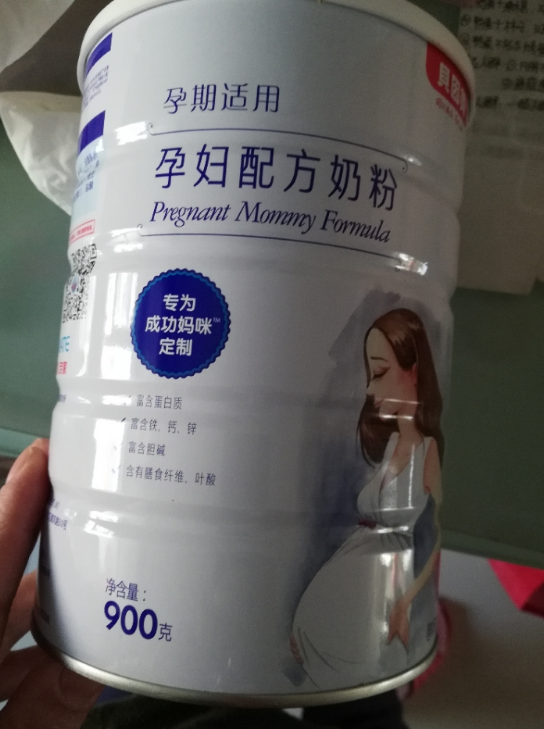 孕期适用
孕妇配方奶粉
Pregnant Mommy Formula
专为
成功妈咪™
定制
富含蛋白质
富含铁、钙、锌
富含胆碱
含有膳食纤维、叶酸
净含量：
900克